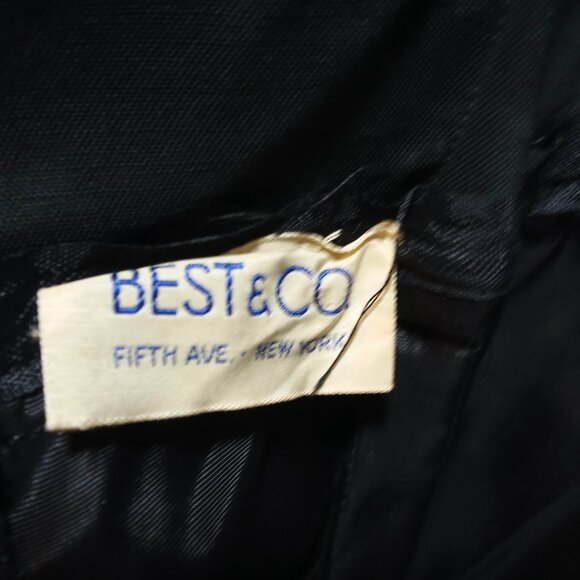 BEST & CO
FIFTH AVE. · NEW YORK